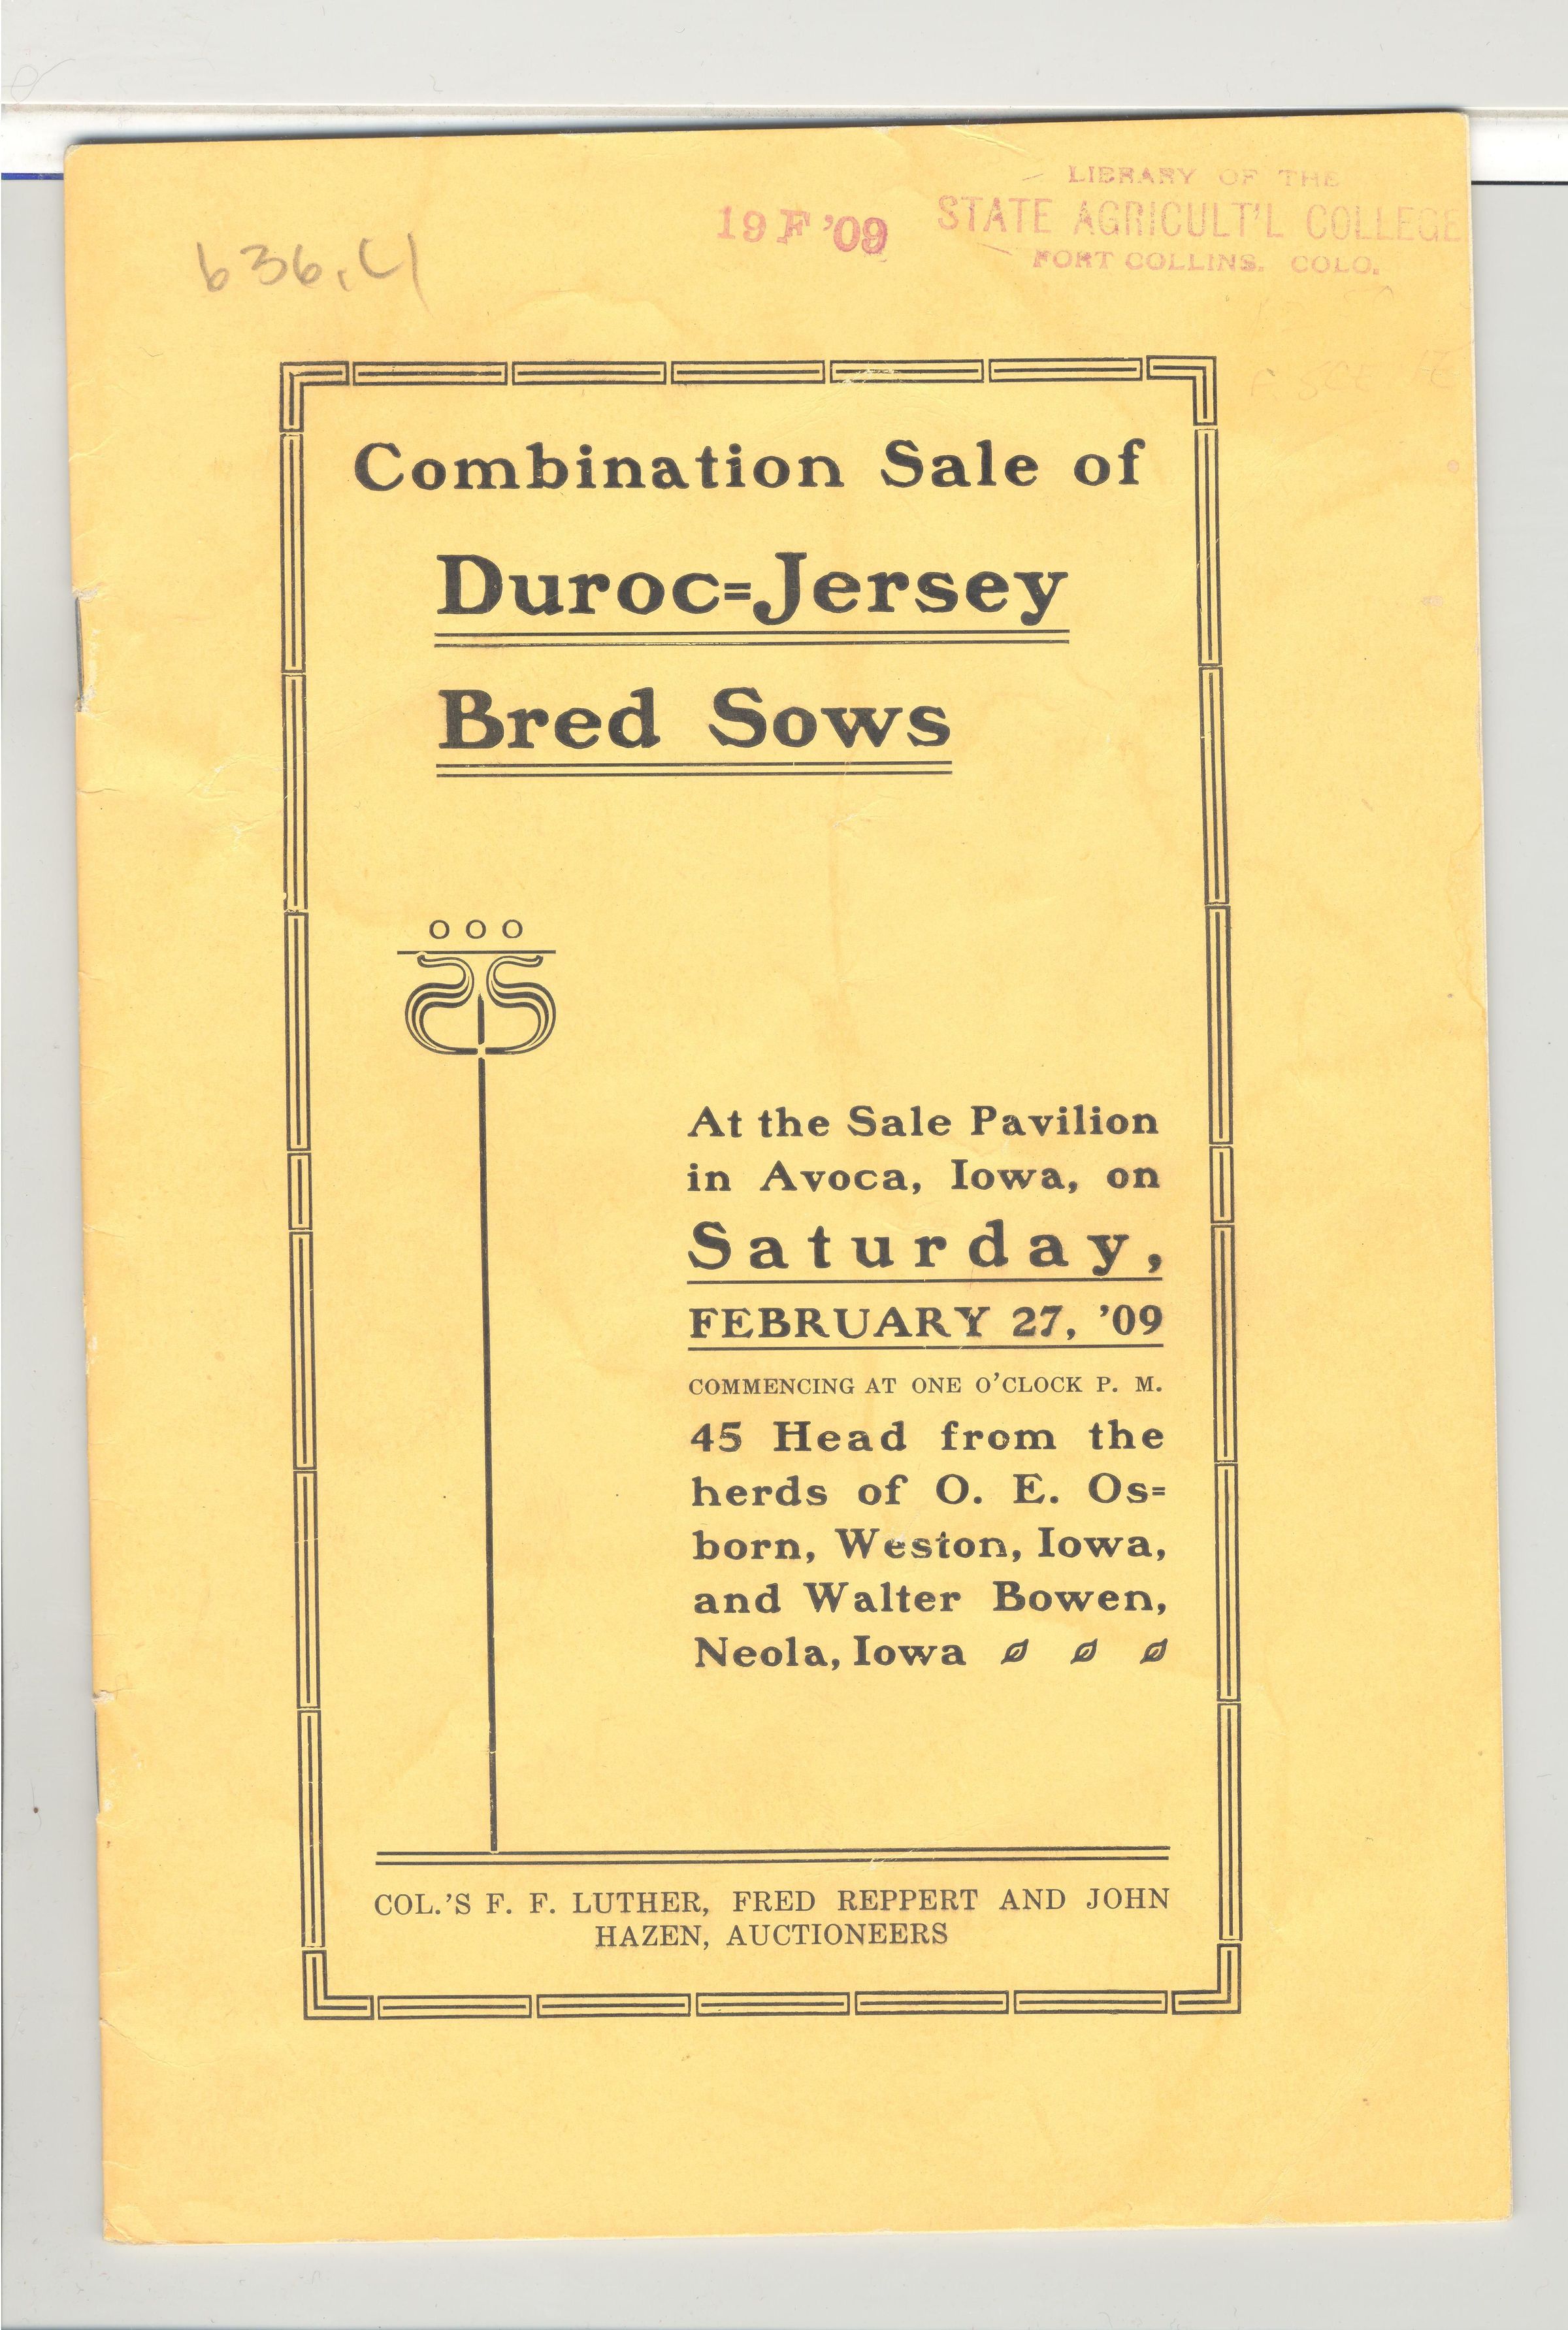 LIBRARY OF THE
19 F '09 STATE AGRICULT'L COLLEGE
FORT COLLINS. COLO.
636.4
Combination Sale of
Duroc=Jersey
Bred Sows
At the Sale Pavilion
in Avoca, Iowa, on
Saturday,
FEBRUARY 27, '09
COMMENCING AT ONE O'CLOCK P. M.
45 Head from the
herds of O. E. Os=
born, Weston, Iowa,
and Walter Bowen,
Neola, Iowa
COL.'S F. F. LUTHER, FRED REPPERT AND JOHN
HAZEN, AUCTIONEERS